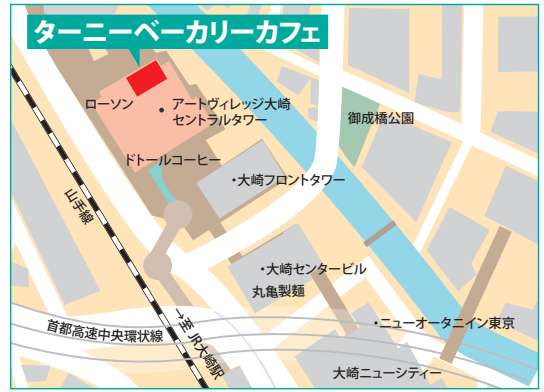 ターニーベーカリーカフェ
ローソン
・アートヴィレッジ大崎
セントラルタワー
御成橋公園
ドトールコーヒー
・大崎フロントタワー
山手線
・大崎センタービル
丸亀製麺
首都高速中央環状線
→至 JR大崎駅
・ニューオータニイン東京
大崎ニューシティー